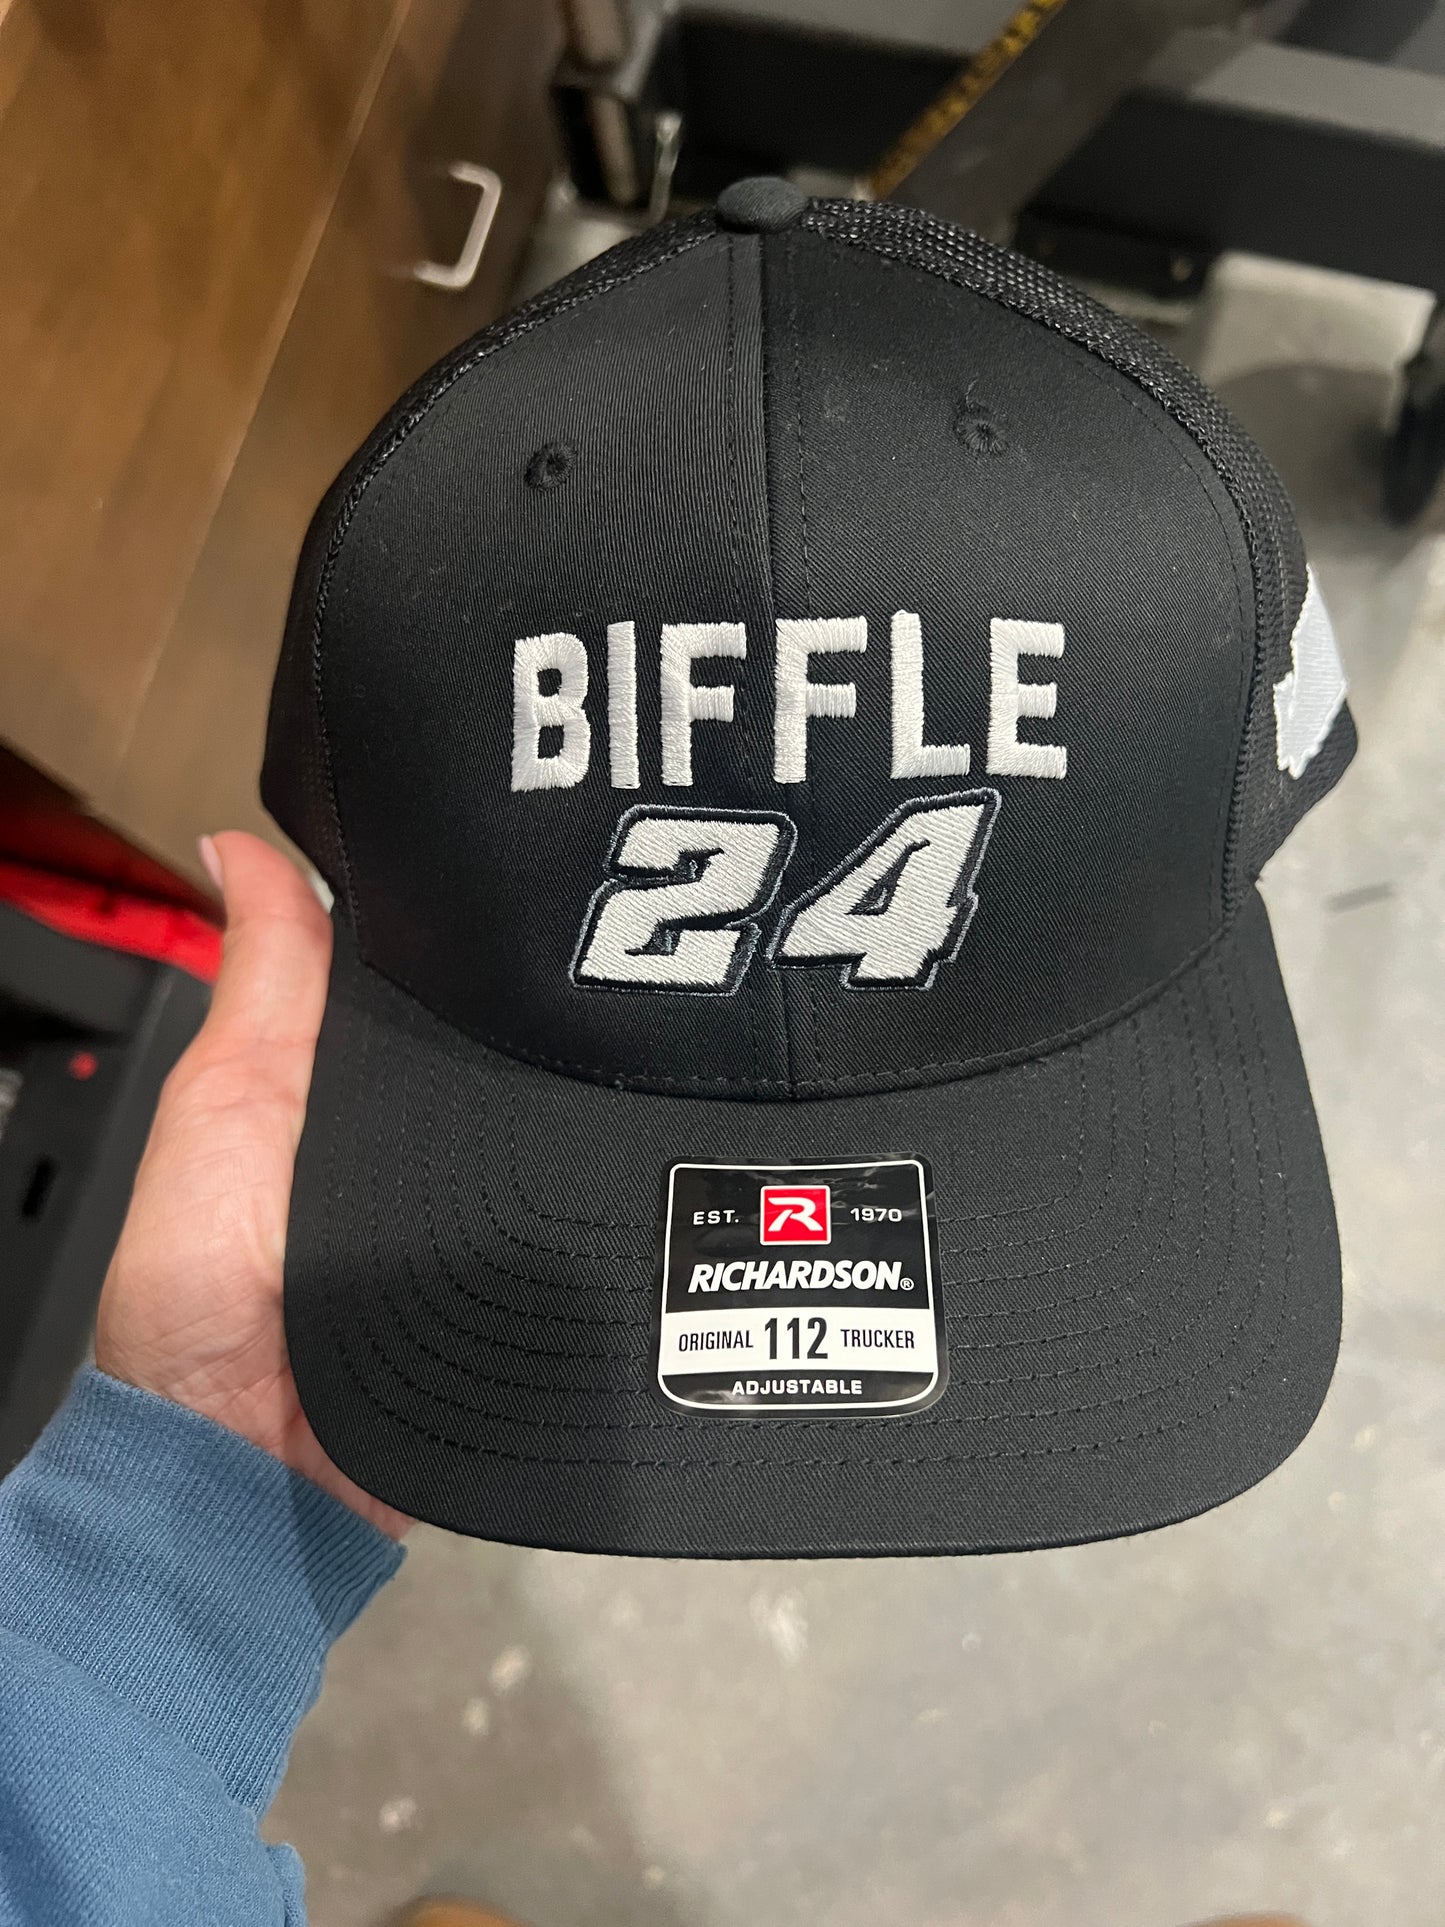 BIFFLE
24
EST. R 1970
RICHARDSON®
ORIGINAL 112 TRUCKER
ADJUSTABLE